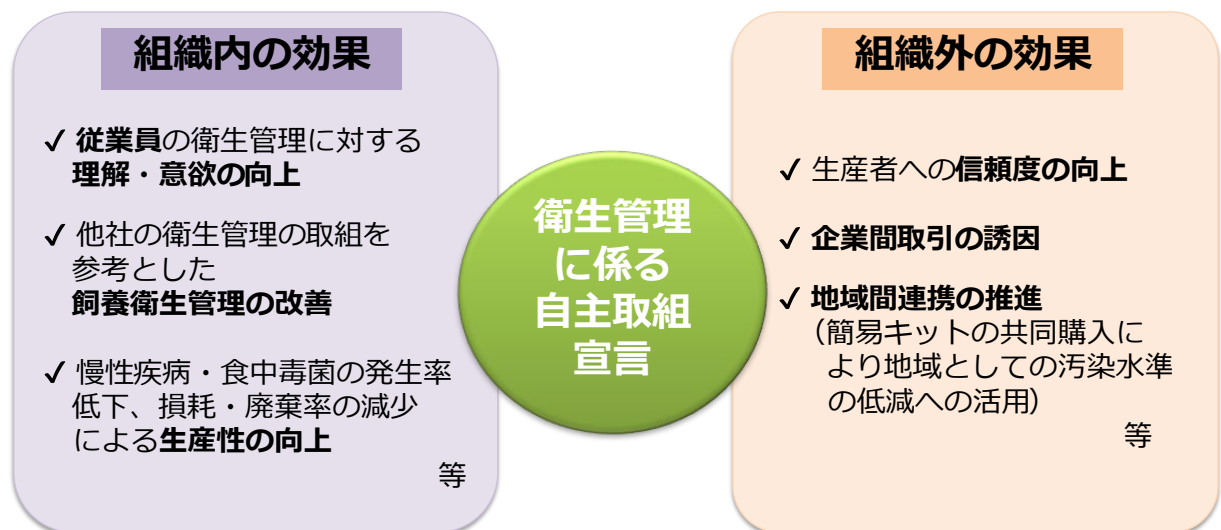 組織内の効果
✓ 従業員の衛生管理に対する
理解・意欲の向上
✓ 他社の衛生管理の取組を
参考とした
飼養衛生管理の改善
✓ 慢性疾病・食中毒菌の発生率
低下、損耗・廃棄率の減少
による生産性の向上
等
衛生管理
に係る
自主取組
宣言
組織外の効果
✓ 生産者への信頼度の向上
✓ 企業間取引の誘因
✓ 地域間連携の推進
（簡易キットの共同購入に
より地域としての汚染水準
の低減への活用）
等